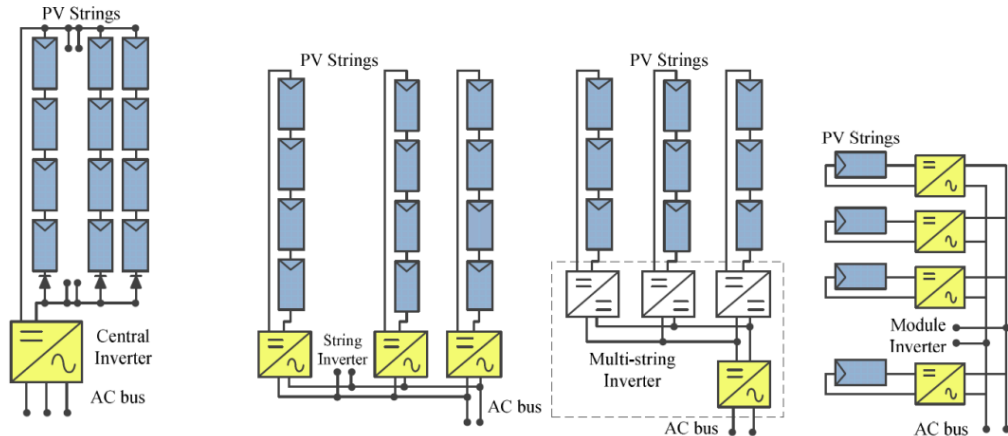 PV Strings
Central
Inverter
AC bus
PV Strings
String
Inverter
AC bus
PV Strings
Multi-string
Inverter
AC bus
PV Strings
Module
Inverter
AC bus